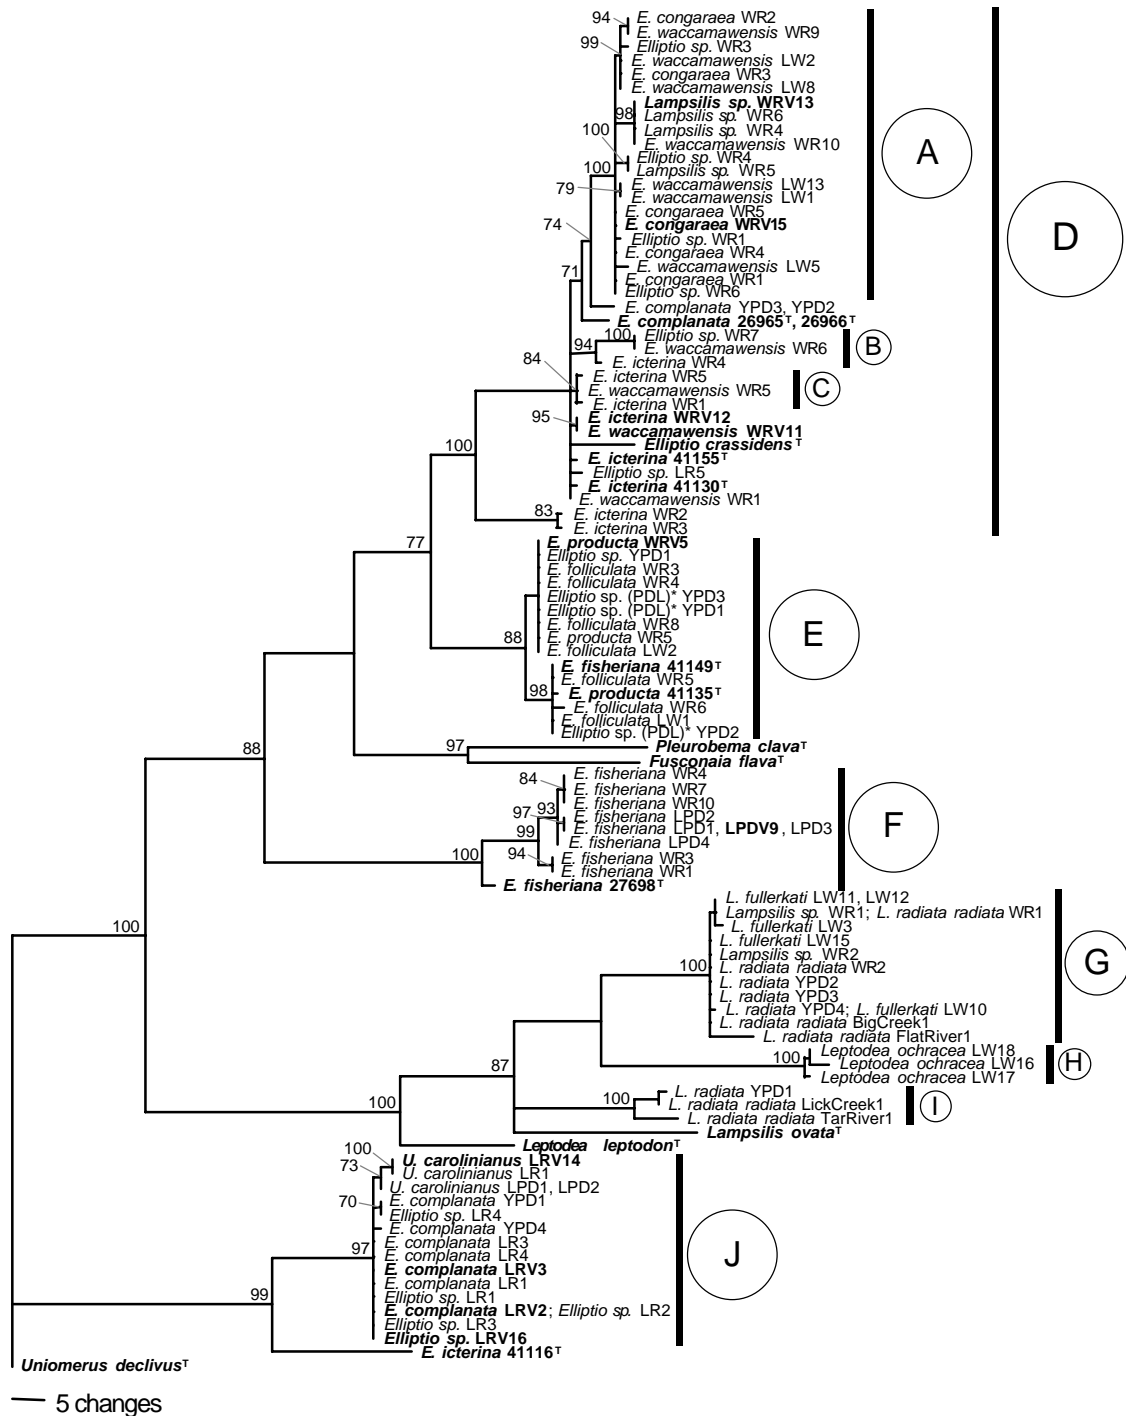 94
E. congaraea WR2
E. waccamawensis WR9
99
Elliptio sp. WR3
E. waccamawensis LW2
E. congaraea WR3
E. waccamawensis LW8
Lampsilis sp. WRV13
98
Lampsilis sp. WR6
Lampsilis sp. WR4
E. waccamawensis WR10
100
Elliptio sp. WR4
Lampsilis sp. WR5
100
79
E. waccamawensis LW13
E. waccamawensis LW1
E. congaraea WR5
E. congaraea WRV15
74
Elliptio sp. WR1
E. congaraea WR4
E. waccamawensis LW5
71
E. congaraea WR1
Elliptio sp. WR6
A
D
E. complanata YPD3, YPD2
E. complanata 26965ᵀ, 26966ᵀ
100
Elliptio sp. WR7
E. waccamawensis WR6
94
E. icterina WR4
B
84
E. icterina WR5
E. waccamawensis WR5
E. icterina WR1
C
95
E. icterina WRV12
E. waccamawensis WRV11
Elliptio crassidensᵀ
100
E. icterina 41155ᵀ
Elliptio sp. LR5
E. icterina 41130ᵀ
E. waccamawensis WR1
83
E. icterina WR2
E. icterina WR3
77
E. producta WRV5
Elliptio sp. YPD1
E. folliculata WR3
E. folliculata WR4
Elliptio sp. (PDL)* YPD3
Elliptio sp. (PDL)* YPD1
E. folliculata WR8
88
E. producta WR5
E. folliculata LW2
E
E. fisheriana 41149ᵀ
E. folliculata WR5
98
E. producta 41135ᵀ
E. folliculata WR6
E. folliculata LW1
Elliptio sp. (PDL)* YPD2
88
97
Pleurobema clavaᵀ
Fusconaia flavaᵀ
84
E. fisheriana WR4
E. fisheriana WR7
E. fisheriana WR10
93
97
E. fisheriana LPD2
E. fisheriana LPD1, LPDV9, LPD3
99
E. fisheriana LPD4
94
E. fisheriana WR3
E. fisheriana WR1
100
E. fisheriana 27698ᵀ
F
L. fullerkati LW11, LW12
Lampsilis sp. WR1; L. radiata radiata WR1
100
L. fullerkati LW3
L. fullerkati LW15
Lampsilis sp. WR2
100
L. radiata radiata WR2
L. radiata YPD2
L. radiata YPD3
L. radiata YPD4; L. fullerkati LW10
L. radiata radiata BigCreek1
L. radiata radiata FlatRiver1
G
Leptodea ochracea LW18
100
Leptodea ochracea LW16
Leptodea ochracea LW17
H
87
L. radiata YPD1
100
L. radiata radiata LickCreek1
L. radiata radiata TarRiver1
I
100
Lampsilis ovataᵀ
Leptodea leptodonᵀ
100
U. carolinianus LRV14
73
U. carolinianus LR1
U. carolinianus LPD1, LPD2
70
E. complanata YPD1
Elliptio sp. LR4
E. complanata YPD4
E. complanata LR3
97
E. complanata LR4
E. complanata LRV3
E. complanata LR1
99
Elliptio sp. LR1
E. complanata LRV2; Elliptio sp. LR2
Elliptio sp. LR3
Elliptio sp. LRV16
J
E. icterina 41116ᵀ
Uniomerus declivusᵀ
5 changes